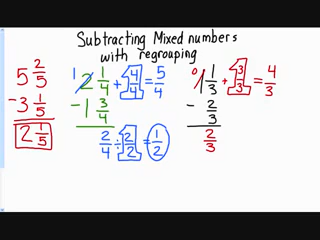 Subtracting Mixed numbers
with regrouping
5 2/5
- 3 1/5
2 1/5
1 2 1/4 + 4/4 = 5/4
- 1 3/4
2/4 ÷ 2/2 = 1/2
0 1 1/3 + 3/3 = 4/3
- 2/3
2/3